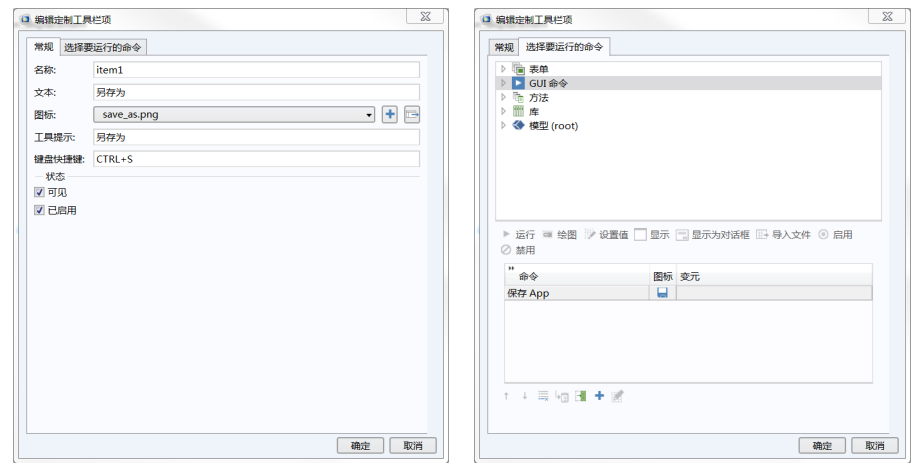 编辑定制工具栏项
常规 选择要运行的命令
名称: item1
文本: 另存为
图标: save_as.png
工具提示: 另存为
键盘快捷键: CTRL+S
状态
可见
已启用
确定 取消
编辑定制工具栏项
常规 选择要运行的命令
表单
GUI 命令
方法
库
模型 (root)
运行 绘图 设置值 显示 显示为对话框 导入文件 启用
禁用
命令 图标 变元
保存 App
确定 取消